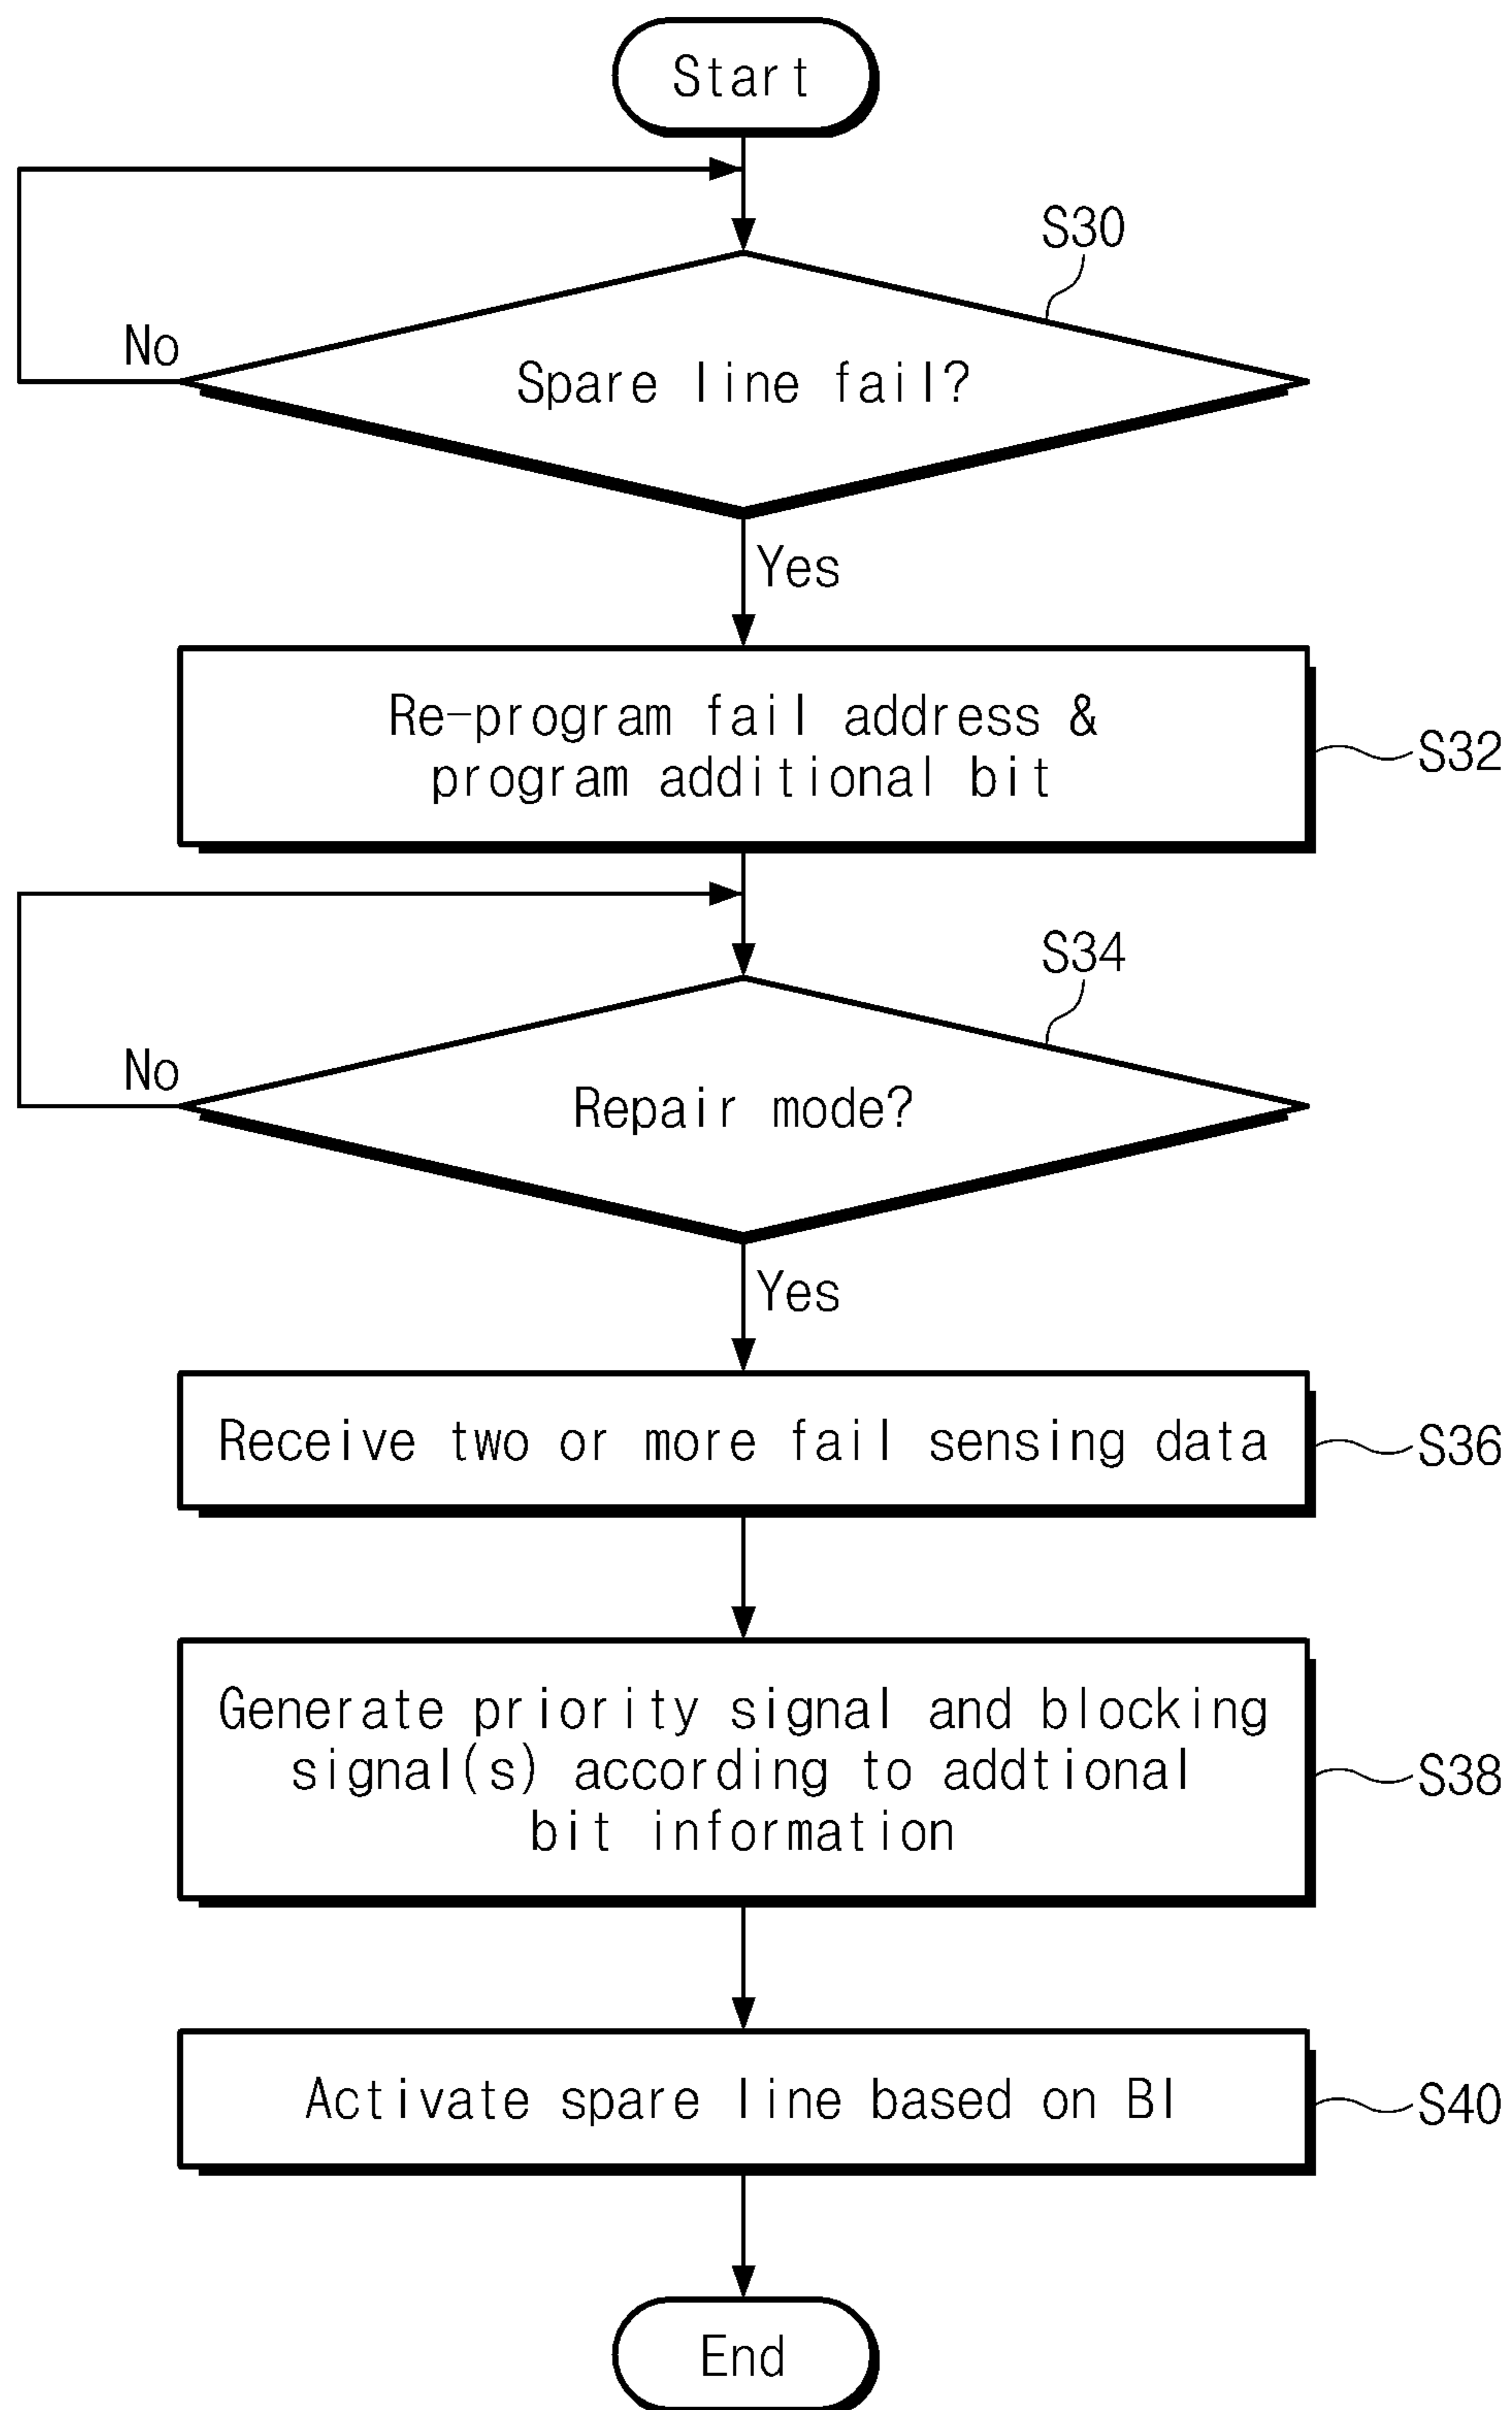 Start
S30
No
Spare line fail?
Yes
Re-program fail address &
program additional bit
S32
S34
No
Repair mode?
Yes
Receive two or more fail sensing data
S36
Generate priority signal and blocking
signal(s) according to addtional
bit information
S38
Activate spare line based on BI
S40
End